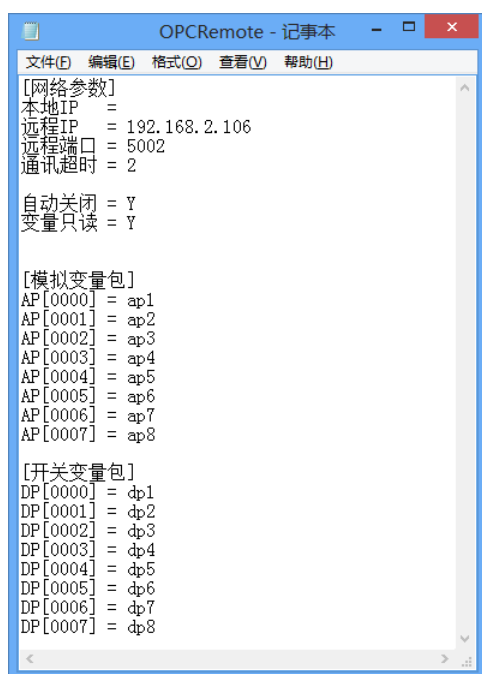 OPCRemote - 记事本
文件(F) 编辑(E) 格式(O) 查看(V) 帮助(H)
[网络参数]
本地IP =
远程IP = 192.168.2.106
远程端口 = 5002
通讯超时 = 2
自动关闭 = Y
变量只读 = Y
[模拟变量包]
AP[0000] = ap1
AP[0001] = ap2
AP[0002] = ap3
AP[0003] = ap4
AP[0004] = ap5
AP[0005] = ap6
AP[0006] = ap7
AP[0007] = ap8
[开关变量包]
DP[0000] = dp1
DP[0001] = dp2
DP[0002] = dp3
DP[0003] = dp4
DP[0004] = dp5
DP[0005] = dp6
DP[0006] = dp7
DP[0007] = dp8